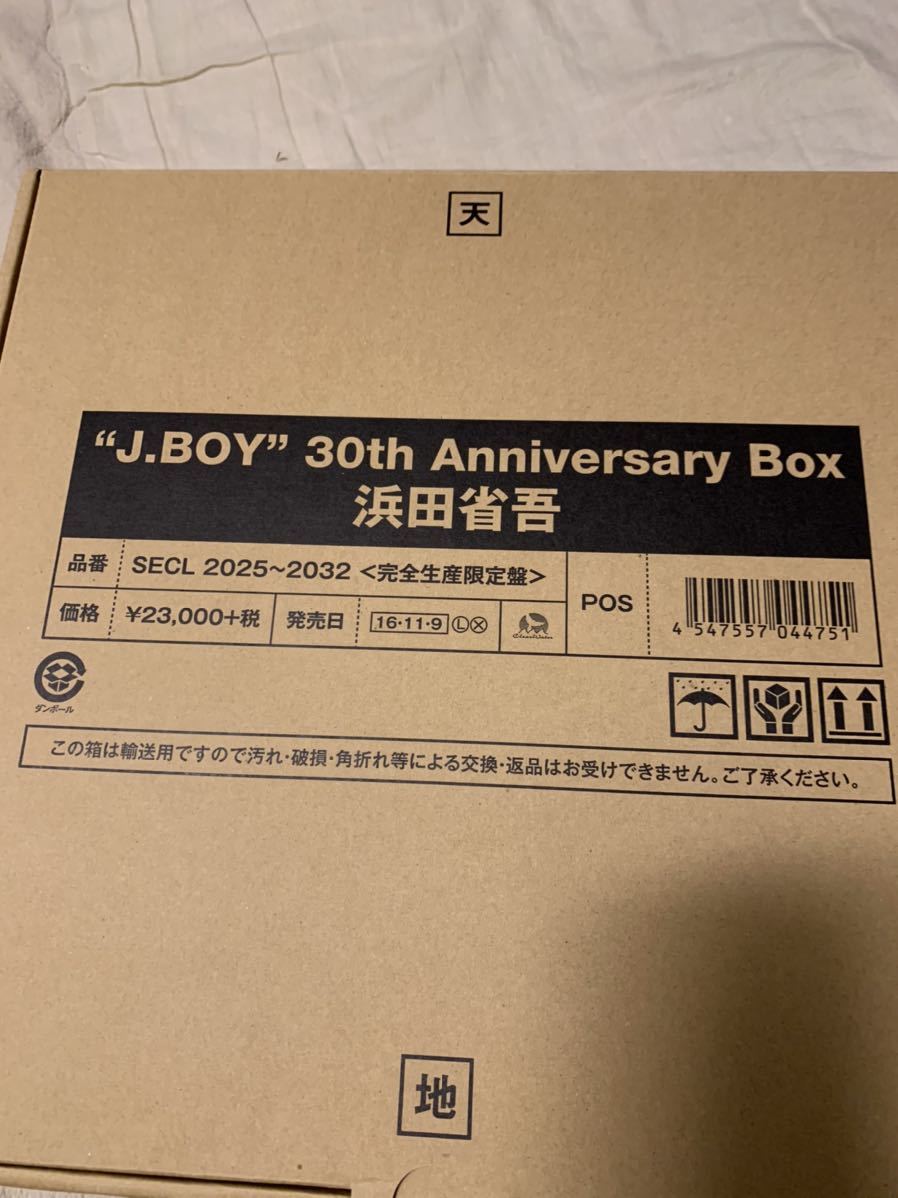 天
“J.BOY” 30th Anniversary Box
浜田省吾
品番 SECL 2025~2032 <完全生産限定盤>
価格 ¥23,000+税 発売日 16・11・9 Ⓛⓧ
POS
4 547557 044751
ダンボール
この箱は輸送用ですので汚れ・破損・角折れ等による交換・返品はお受けできません。ご了承ください。
地